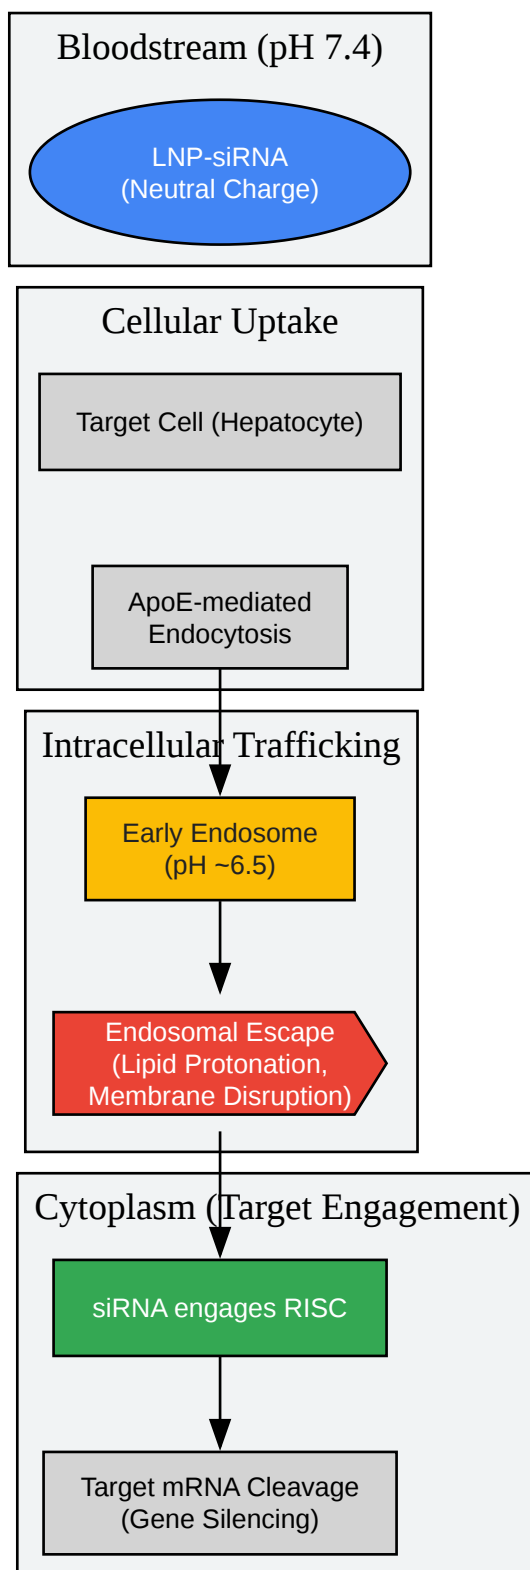 Bloodstream (pH 7.4)
LNP-siRNA
(Neutral Charge)
Cellular Uptake
Target Cell (Hepatocyte)
ApoE-mediated
Endocytosis
Intracellular Trafficking
Early Endosome
(pH ~6.5)
Endosomal Escape
(Lipid Protonation,
Membrane Disruption)
Cytoplasm (Target Engagement)
siRNA engages RISC
Target mRNA Cleavage
(Gene Silencing)